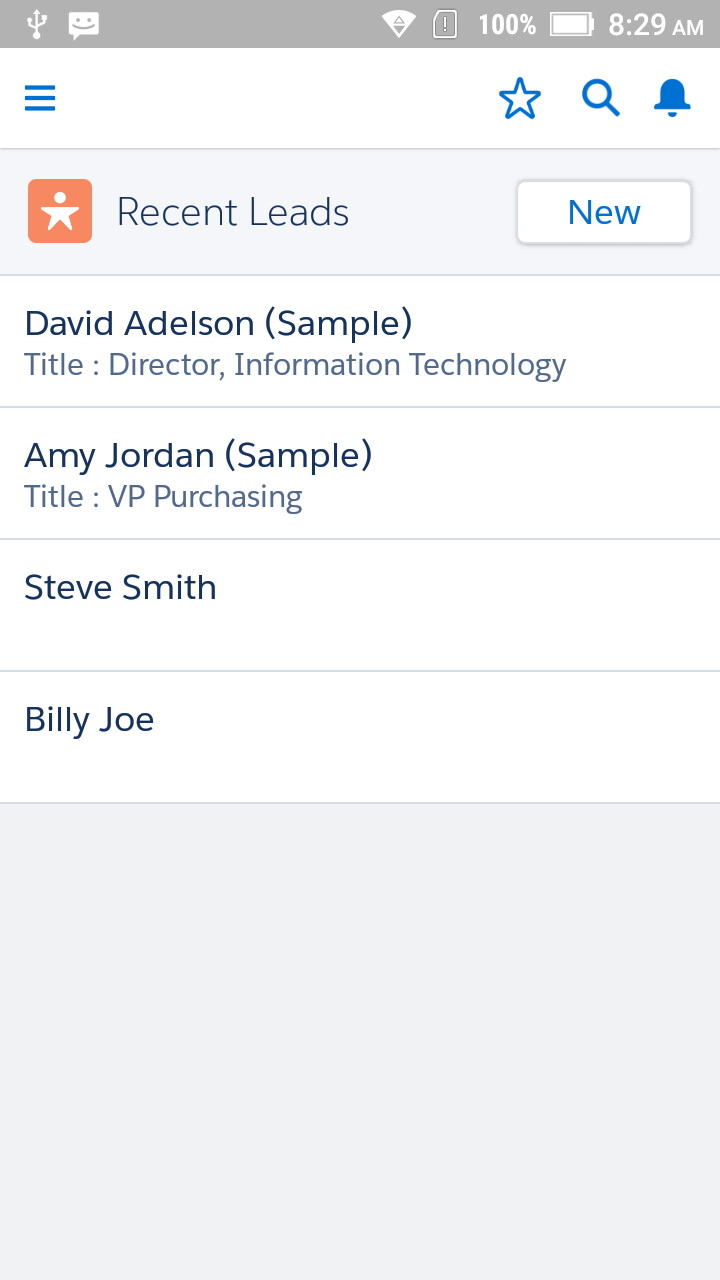 100% 8:29 AM
Recent Leads New
David Adelson (Sample)
Title : Director, Information Technology
Amy Jordan (Sample)
Title : VP Purchasing
Steve Smith
Billy Joe